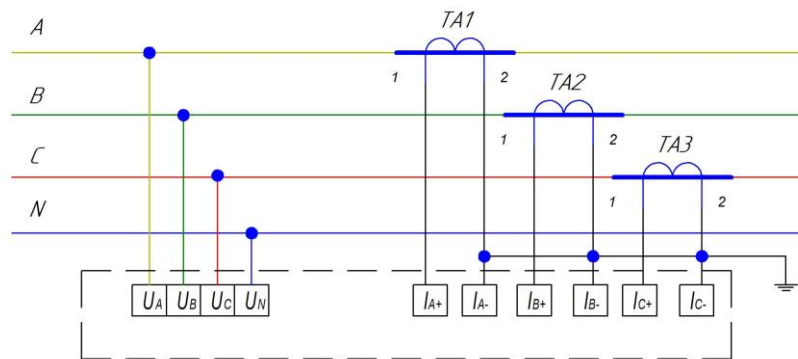 A
TA1
1
2
B
TA2
1
2
C
TA3
1
2
N
UA UB UC UN IA+ IA- IB+ IB- IC+ IC-